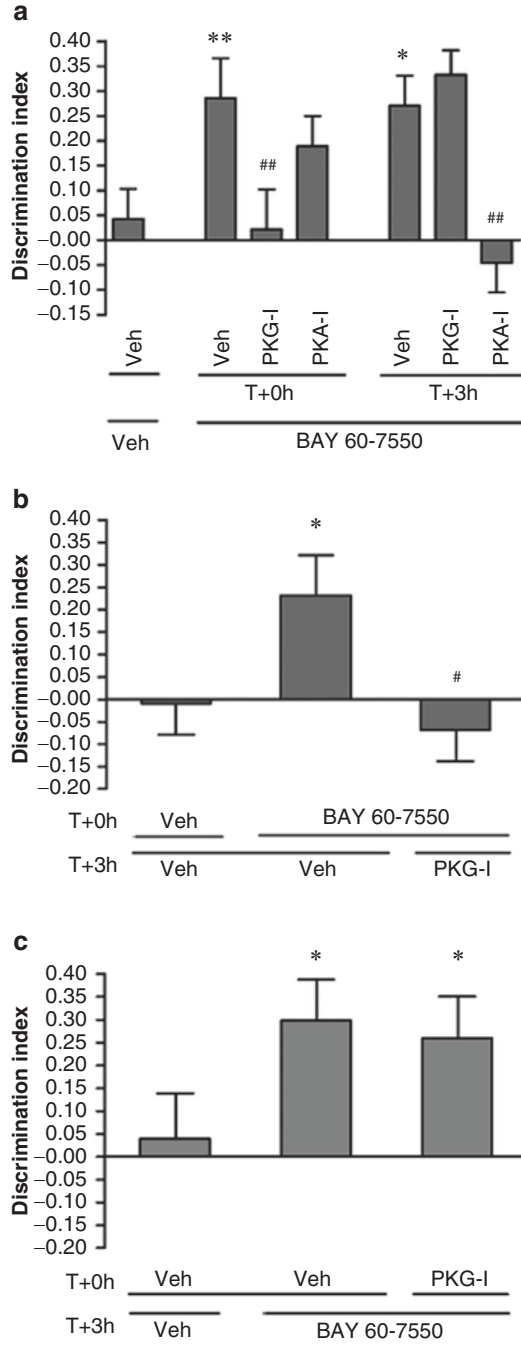 a
Discrimination index
0.40
0.35
0.30
0.25
0.20
0.15
0.10
0.05
−0.00
−0.05
−0.10
−0.15
**
##
*
##
Veh
Veh
PKG-I
PKA-I
Veh
PKG-I
PKA-I
T+0h
T+3h
Veh
BAY 60-7550
b
Discrimination index
0.40
0.35
0.30
0.25
0.20
0.15
0.10
0.05
−0.00
−0.05
−0.10
−0.15
−0.20
*
#
T+0h Veh BAY 60-7550
T+3h Veh Veh PKG-I
c
Discrimination index
0.40
0.35
0.30
0.25
0.20
0.15
0.10
0.05
−0.00
−0.05
−0.10
−0.15
−0.20
*
*
T+0h Veh Veh PKG-I
T+3h Veh BAY 60-7550